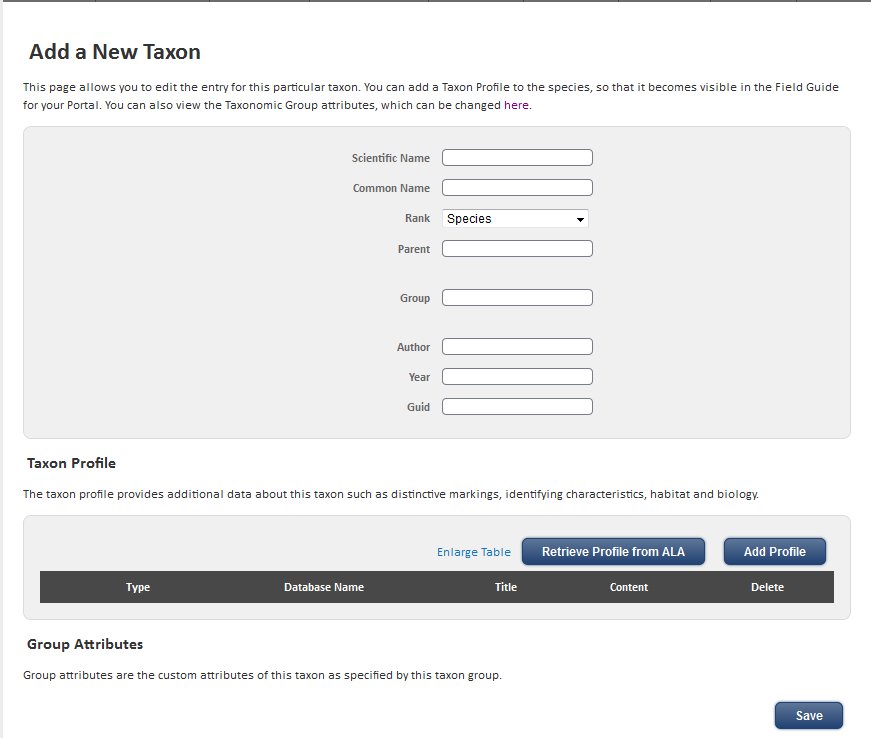 Add a New Taxon
This page allows you to edit the entry for this particular taxon. You can add a Taxon Profile to the species, so that it becomes visible in the Field Guide
for your Portal. You can also view the Taxonomic Group attributes, which can be changed here.
Scientific Name
Common Name
Rank Species
Parent
Group
Author
Year
Guid
Taxon Profile
The taxon profile provides additional data about this taxon such as distinctive markings, identifying characteristics, habitat and biology.
Enlarge Table Retrieve Profile from ALA Add Profile
Type Database Name Title Content Delete
Group Attributes
Group attributes are the custom attributes of this taxon as specified by this taxon group.
Save